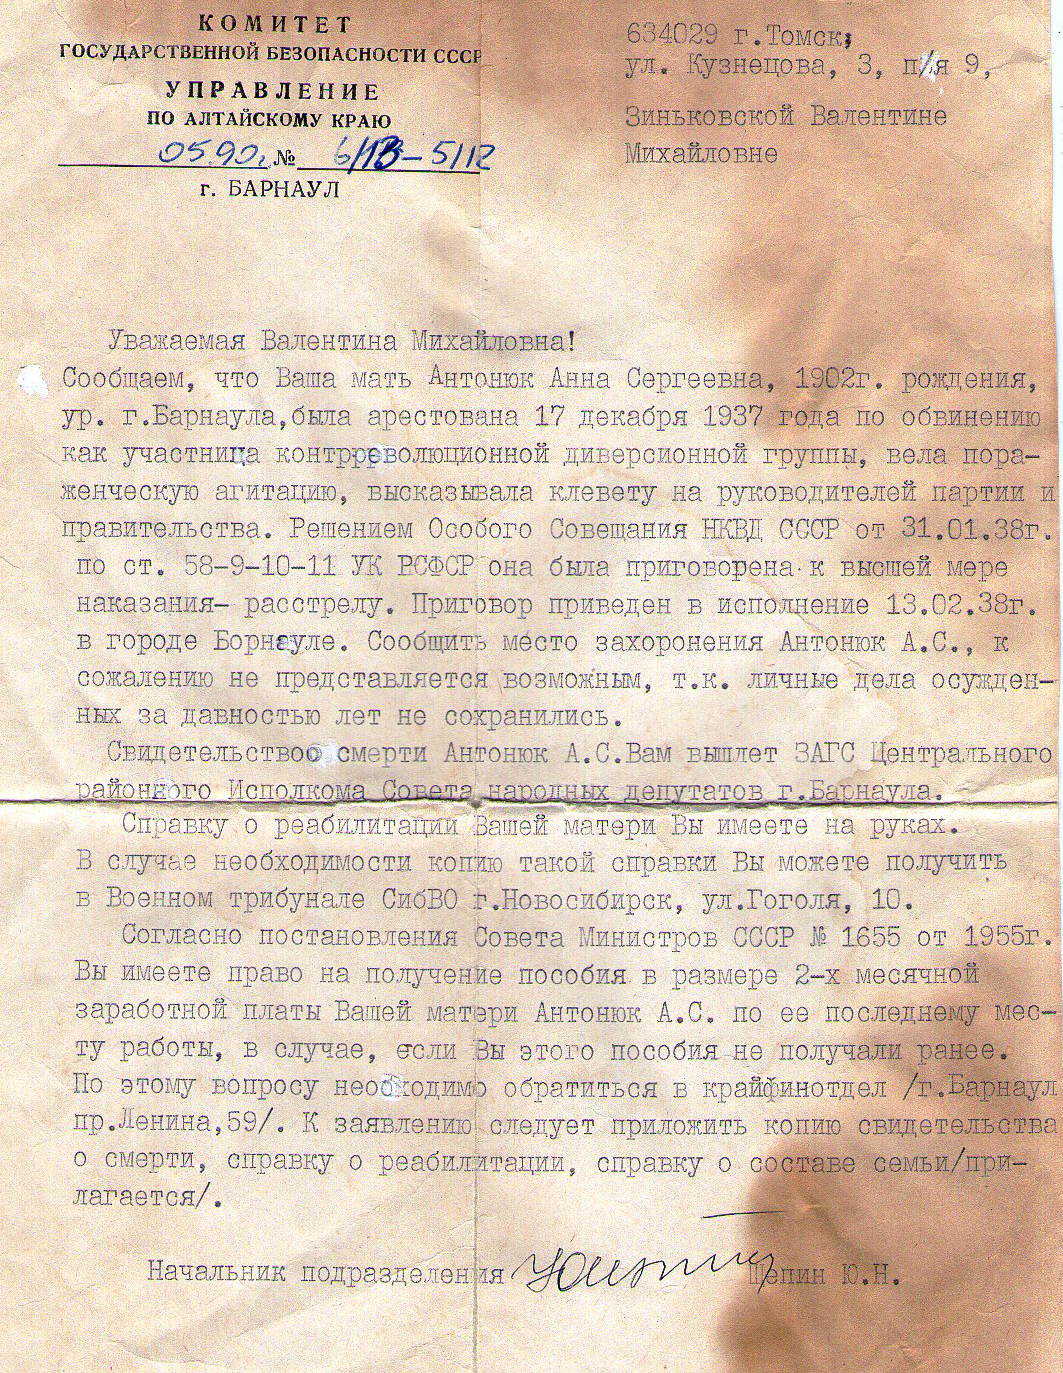 КОМИТЕТ
ГОСУДАРСТВЕННОЙ БЕЗОПАСНОСТИ СССР
УПРАВЛЕНИЕ
ПО АЛТАЙСКОМУ КРАЮ
05.90г. № 6/13-5/12
г. БАРНАУЛ
634029 г.Томск,
ул. Кузнецова, 3, п/я 9,
Зиньковской Валентине
Михайловне
Уважаемая Валентина Михайловна!
Сообщаем, что Ваша мать Антонюк Анна Сергеевна, 1902г. рождения,
ур. г.Барнаула,была арестована 17 декабря 1937 года по обвинению
как участница контрреволюционной диверсионной группы, вела пора-
женческую агитацию, высказывала клевету на руководителей партии и
правительства. Решением Особого Совещания НКВД СССР от 31.01.38г.
по ст. 58-9-10-11 УК РСФСР она была приговорена к высшей мере
наказания- расстрелу. Приговор приведен в исполнение 13.02.38г.
в городе Борнауле. Сообщить место захоронения Антонюк А.С., к
сожалению не представляется возможным, т.к. личные дела осужден-
ных за давностью лет не сохранились.
Свидетельствоо смерти Антонюк А.С.Вам вышлет ЗАГС Центрального
районного Исполкома Совета народных депутатов г.Барнаула.
Справку о реабилитации Вашей матери Вы имеете на руках.
В случае необходимости копию такой справки Вы можете получить
в Военном трибунале СибВО г.Новосибирск, ул.Гоголя, 10.
Согласно постановления Совета Министров СССР № 1655 от 1955г.
Вы имеете право на получение пособия в размере 2-х месячной
заработной платы Вашей матери Антонюк А.С. по ее последнему мес-
ту работы, в случае, если Вы этого пособия не получали ранее.
По этому вопросу необходимо обратиться в крайфинотдел /г.Барнаул
пр.Ленина,59/. К заявлению следует приложить копию свидетельства
о смерти, справку о реабилитации, справку о составе семьи/при-
лагается/.
Начальник подразделения Щепин Ю.Н.